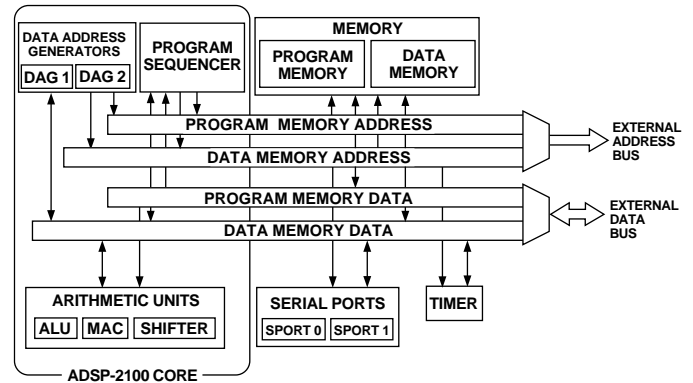 DATA ADDRESS
GENERATORS
DAG 1
DAG 2
PROGRAM
SEQUENCER
MEMORY
PROGRAM
MEMORY
DATA
MEMORY
PROGRAM MEMORY ADDRESS
DATA MEMORY ADDRESS
PROGRAM MEMORY DATA
DATA MEMORY DATA
EXTERNAL
ADDRESS
BUS
EXTERNAL
DATA
BUS
ARITHMETIC UNITS
ALU
MAC
SHIFTER
SERIAL PORTS
SPORT 0
SPORT 1
TIMER
ADSP-2100 CORE